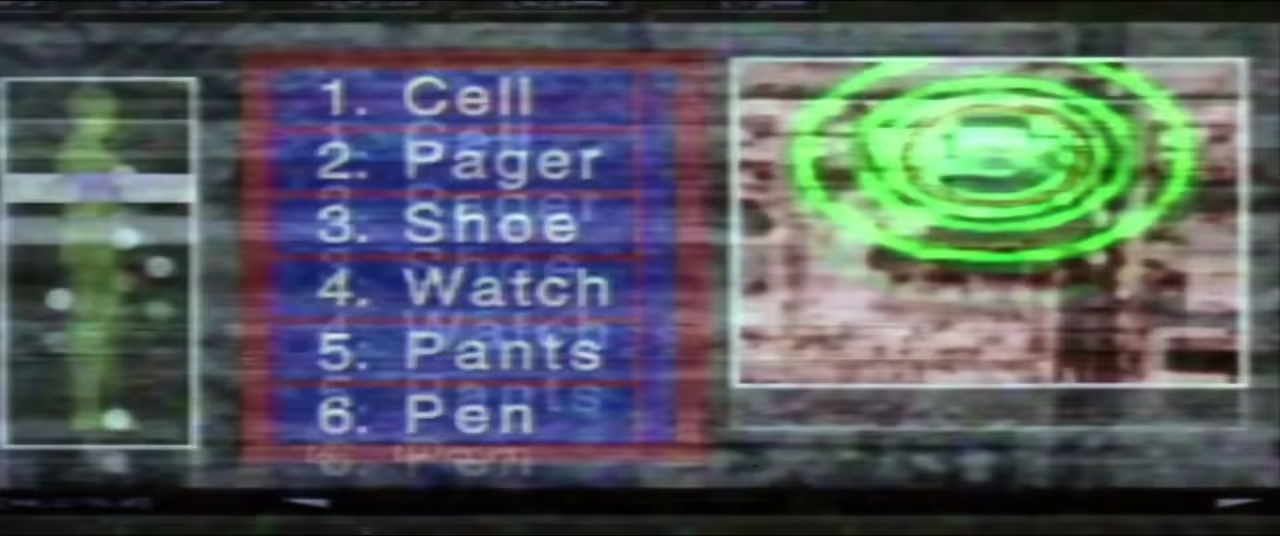 1. Cell
2. Pager
3. Shoe
4. Watch
5. Pants
6. Pen